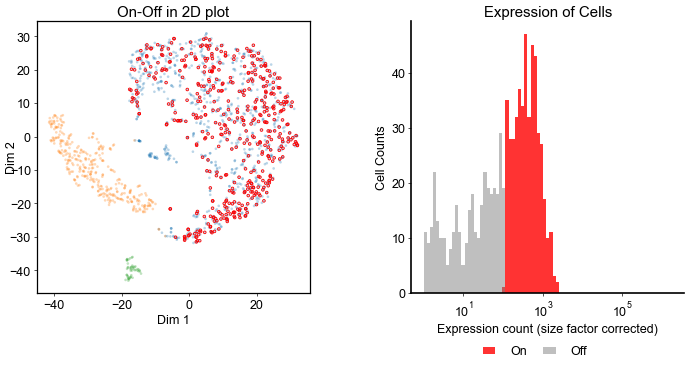 On-Off in 2D plot
30
20
10
0
−10
−20
−30
−40
Dim 2
−40
−20
0
20
Dim 1
Expression of Cells
40
30
20
10
0
Cell Counts
10^1
10^3
10^5
Expression count (size factor corrected)
On
Off